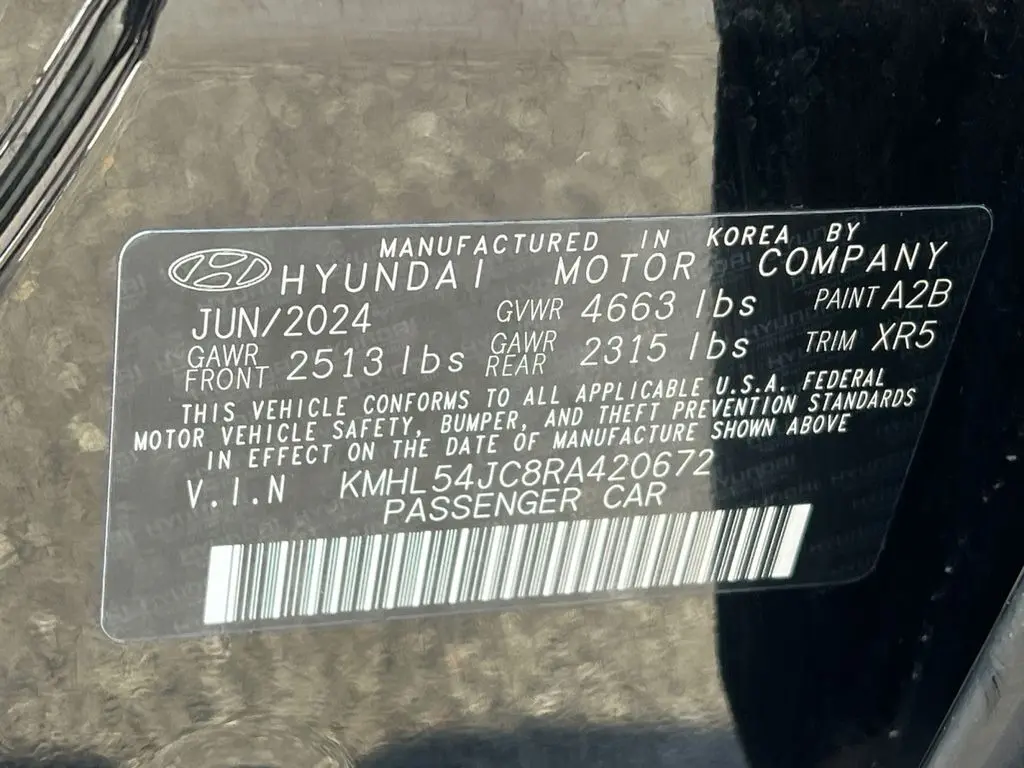 MANUFACTURED IN KOREA BY
HYUNDAI MOTOR COMPANY
JUN/2024 GVWR 4663 lbs PAINT A2B
GAWR FRONT 2513 lbs GAWR REAR 2315 lbs TRIM XR5
THIS VEHICLE CONFORMS TO ALL APPLICABLE U.S.A. FEDERAL
MOTOR VEHICLE SAFETY, BUMPER, AND THEFT PREVENTION STANDARDS
IN EFFECT ON THE DATE OF MANUFACTURE SHOWN ABOVE
V.I.N KMHL54JC8RA420672
PASSENGER CAR